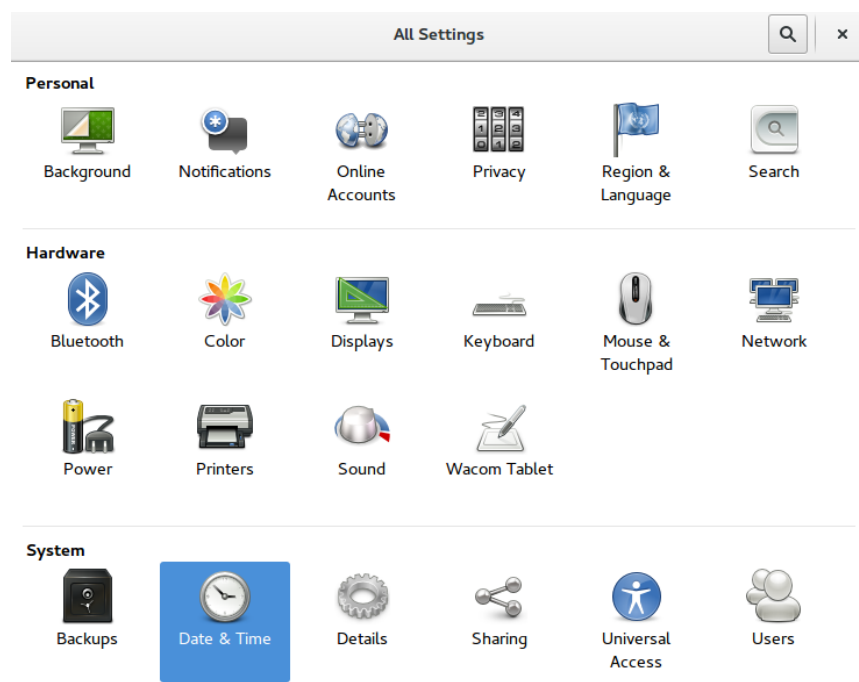 All Settings
Personal
Background Notifications Online Accounts Privacy Region & Language Search
Hardware
Bluetooth Color Displays Keyboard Mouse & Touchpad Network
Power Printers Sound Wacom Tablet
System
Backups Date & Time Details Sharing Universal Access Users